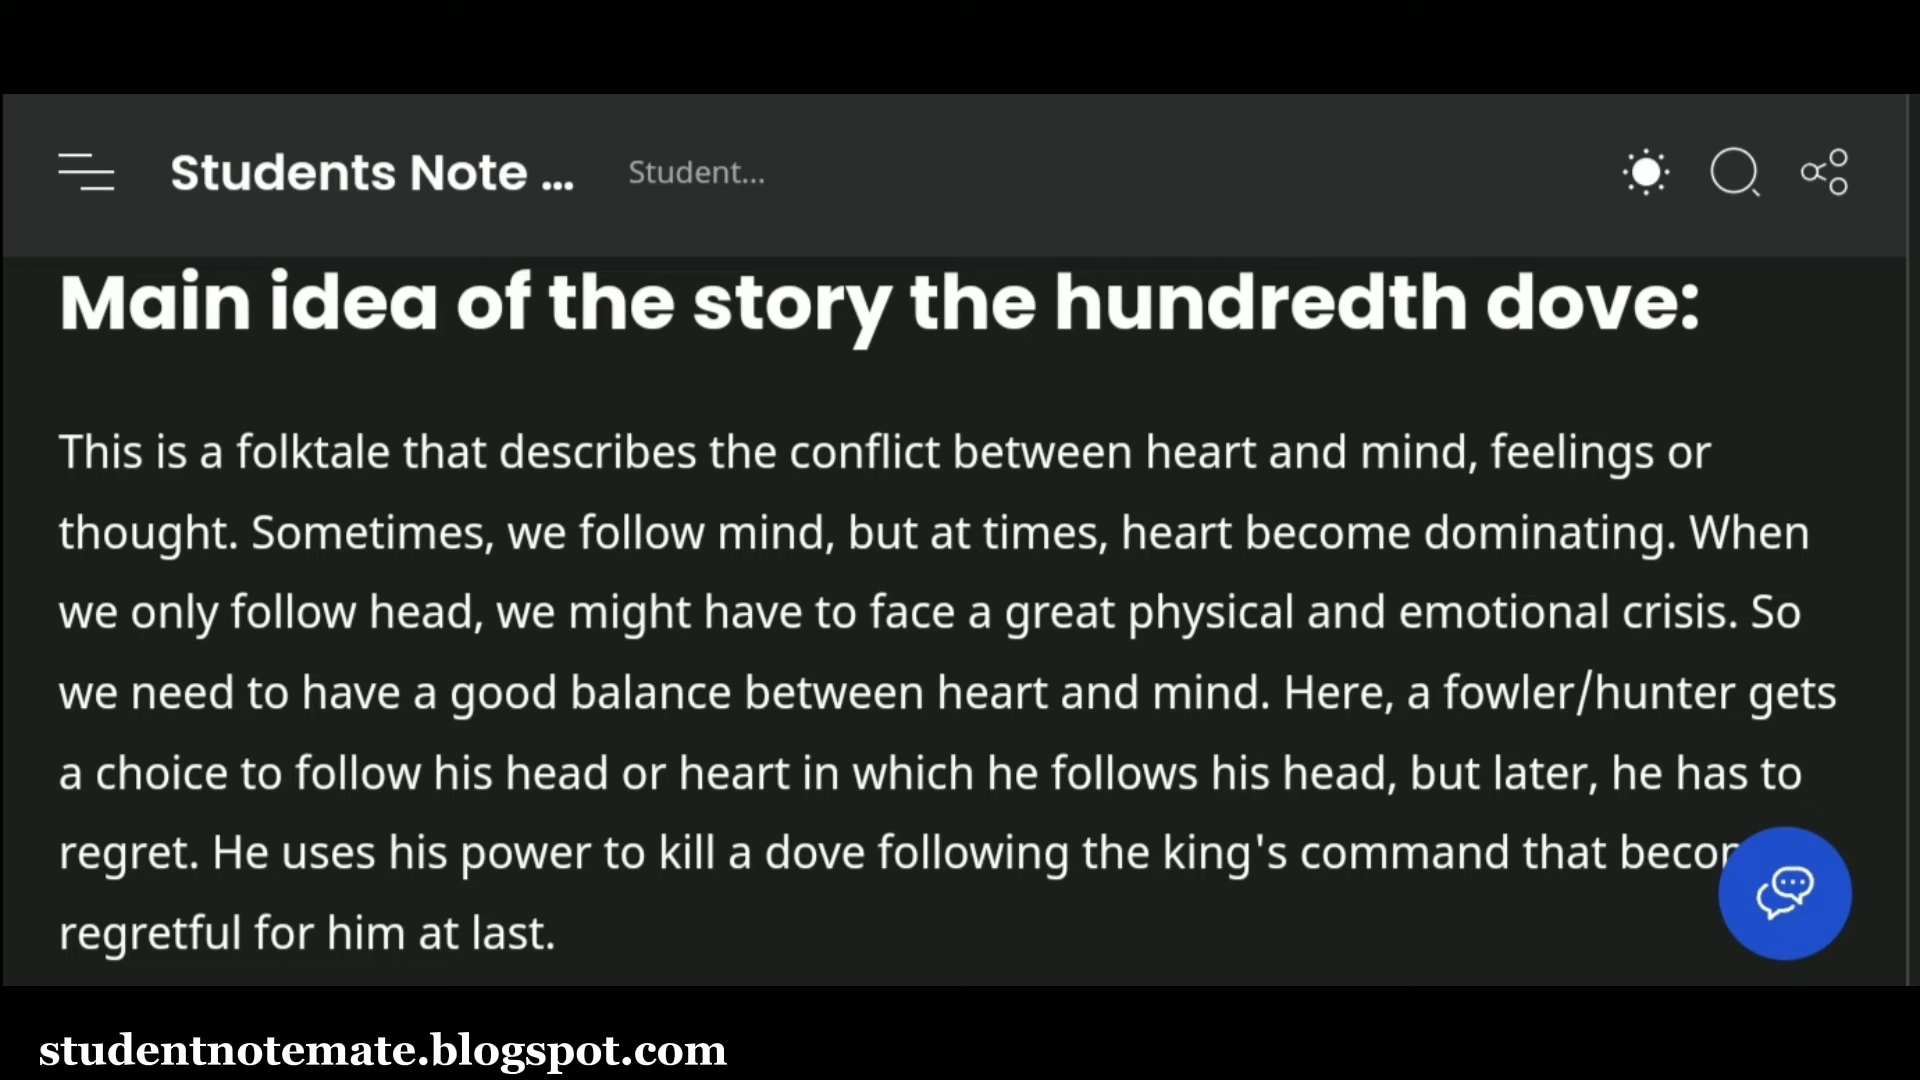 Students Note ... Student...
Main idea of the story the hundredth dove:
This is a folktale that describes the conflict between heart and mind, feelings or
thought. Sometimes, we follow mind, but at times, heart become dominating. When
we only follow head, we might have to face a great physical and emotional crisis. So
we need to have a good balance between heart and mind. Here, a fowler/hunter gets
a choice to follow his head or heart in which he follows his head, but later, he has to
regret. He uses his power to kill a dove following the king's command that
regretful for him at last.
studentnotemate.blogspot.com